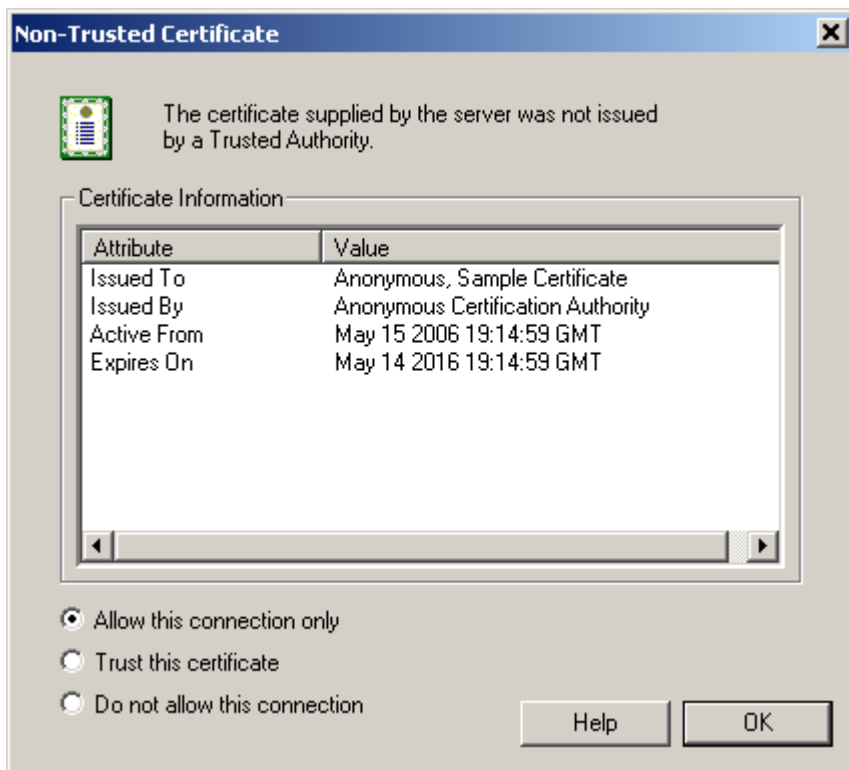 Non-Trusted Certificate
The certificate supplied by the server was not issued
by a Trusted Authority.
Certificate Information
Attribute Value
Issued To Anonymous, Sample Certificate
Issued By Anonymous Certification Authority
Active From May 15 2006 19:14:59 GMT
Expires On May 14 2016 19:14:59 GMT
Allow this connection only
Trust this certificate
Do not allow this connection
Help OK